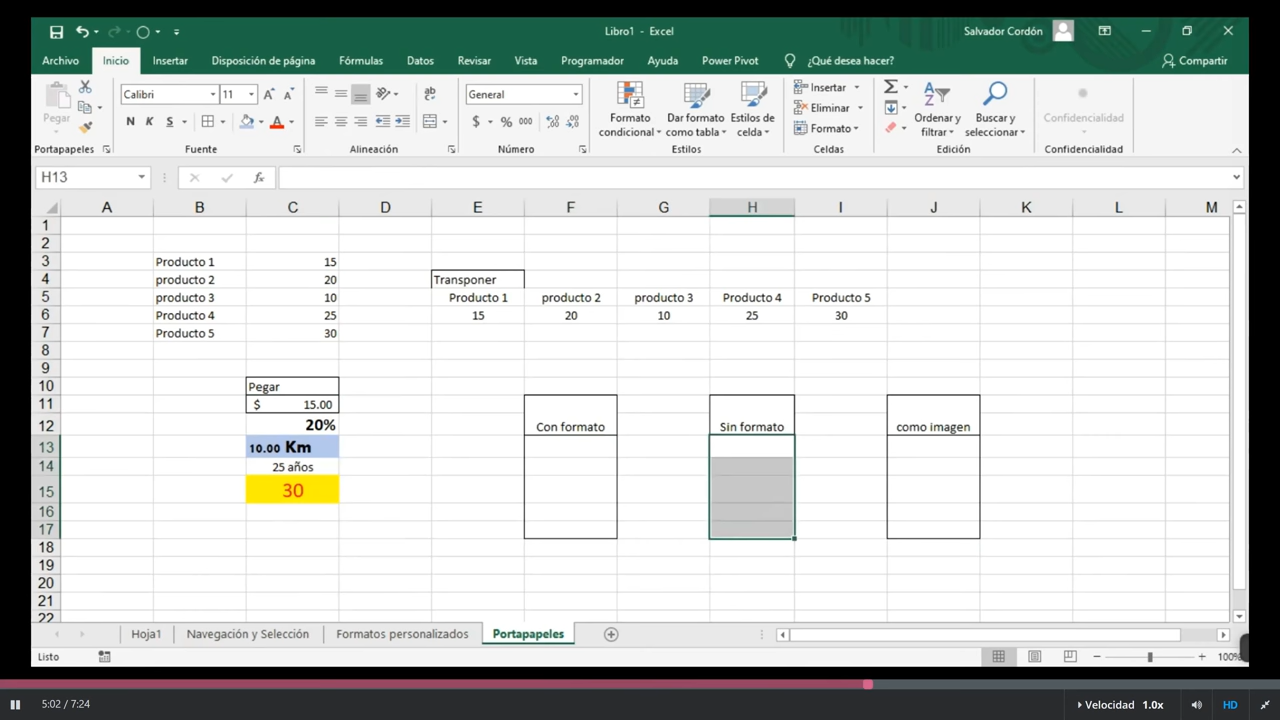 Libro1 - Excel
Salvador Cordón
Archivo Inicio Insertar Disposición de página Fórmulas Datos Revisar Vista Programador Ayuda Power Pivot ¿Qué desea hacer? Compartir
Pegar
Calibri 11
N K S
General
$ % 000
Formato condicional
Dar formato como tabla
Estilos de celda
Insertar
Eliminar
Formato
Ordenar y filtrar
Buscar y seleccionar
Confidencialidad
Portapapeles Fuente Alineación Número Estilos Celdas Edición Confidencialidad
H13 fx
A B C D E F G H I J K L M
1
2
3 Producto 1 15
4 producto 2 20 Transponer
5 producto 3 10 Producto 1 producto 2 producto 3 Producto 4 Producto 5
6 Producto 4 25 15 20 10 25 30
7 Producto 5 30
8
9
10 Pegar
11 $ 15.00
12 20% Con formato Sin formato como imagen
13 10.00 Km
14 25 años
15 30
16
17
18
19
20
21
22
Hoja1 Navegación y Selección Formatos personalizados Portapapeles
Listo 100%
5:02 / 7:24 Velocidad 1.0x HD